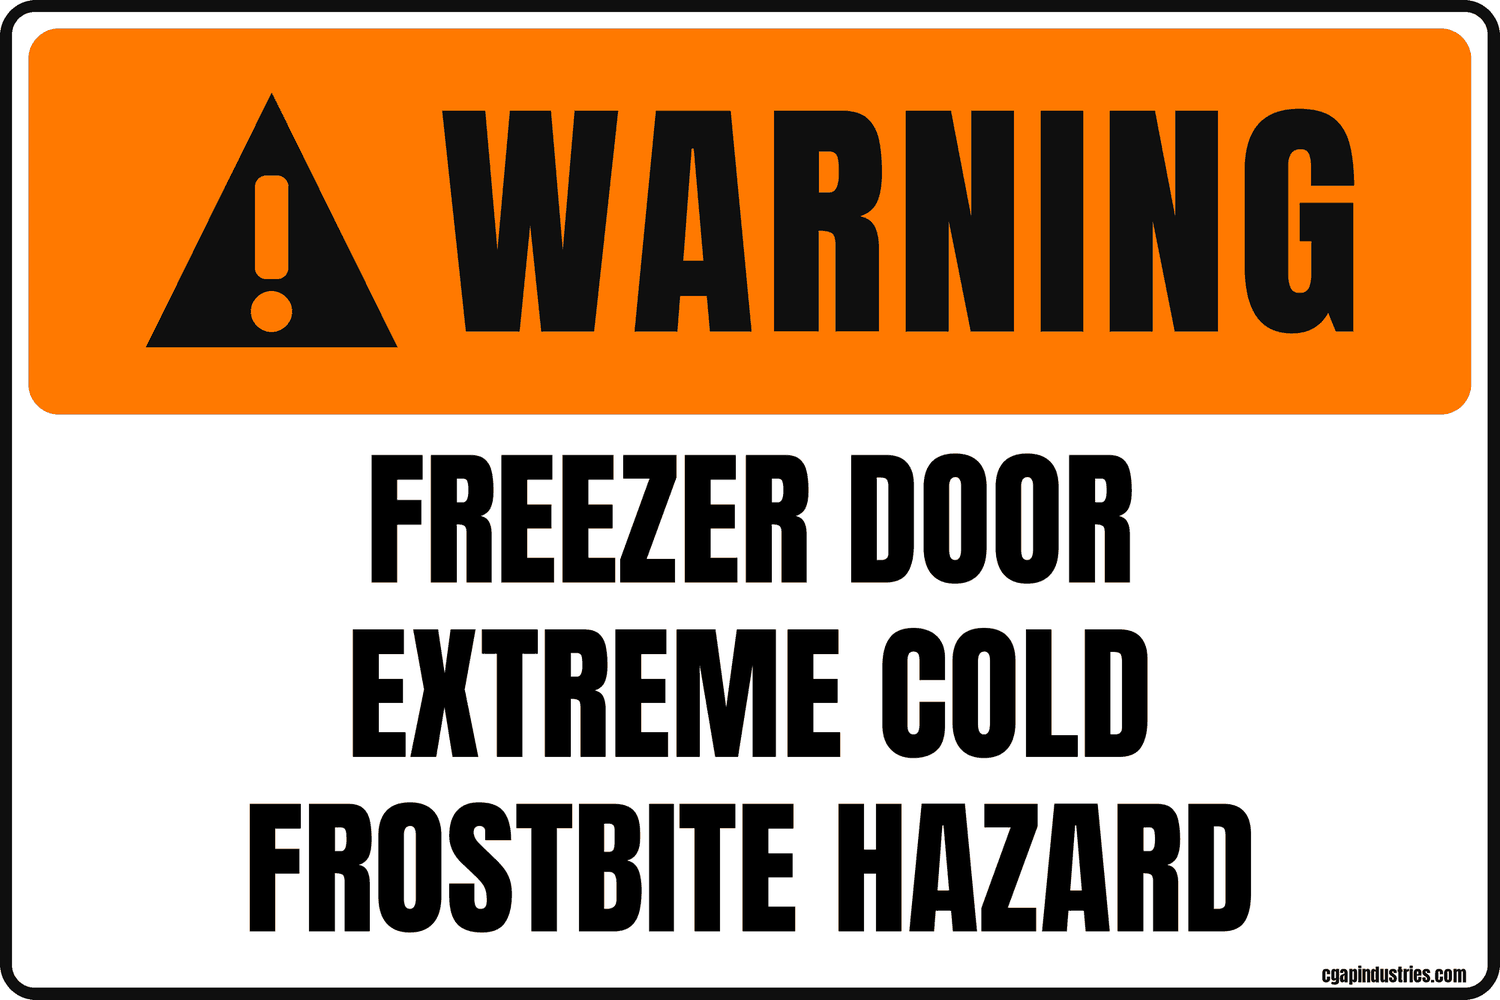 WARNING
FREEZER DOOR
EXTREME COLD
FROSTBITE HAZARD
cgapindustries.com